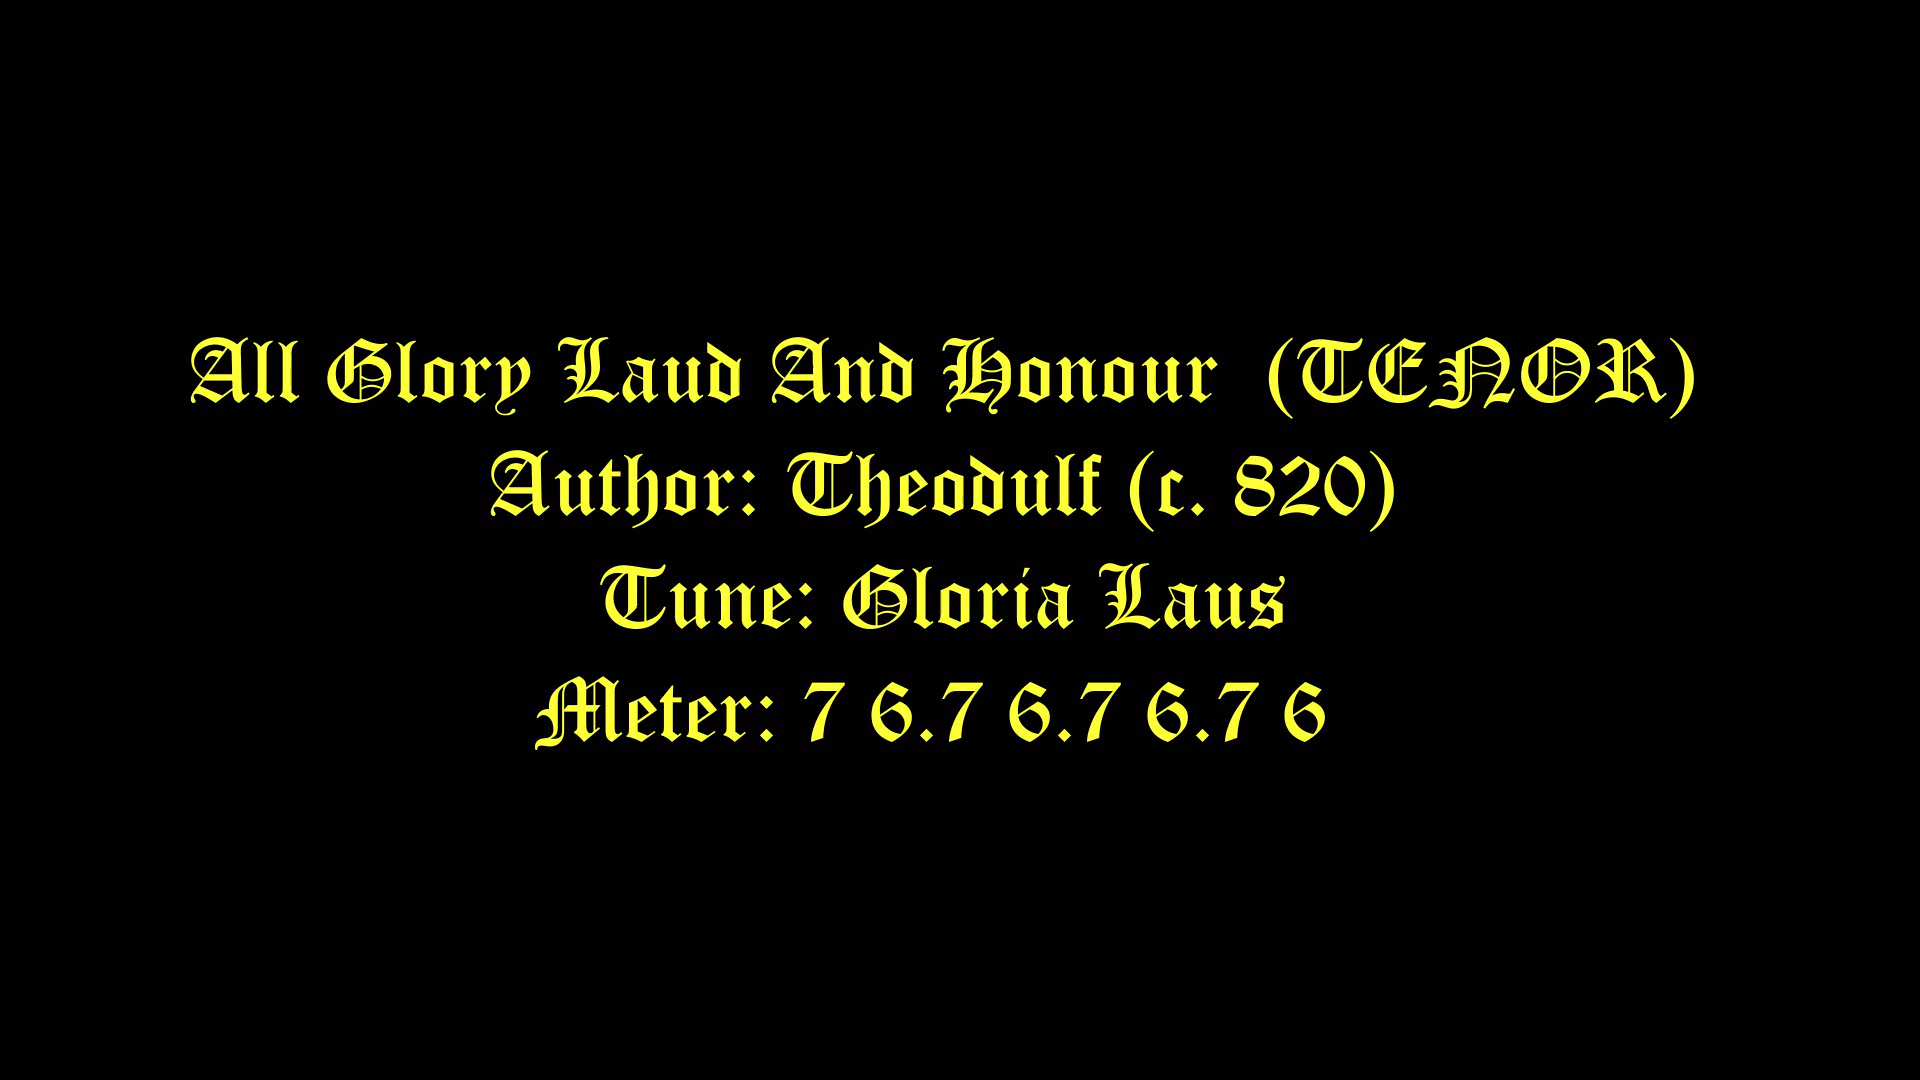 All Glory Laud And Honour (TENOR)
Author: Theodulf (c. 820)
Tune: Gloria Laus
Meter: 7 6.7 6.7 6.7 6